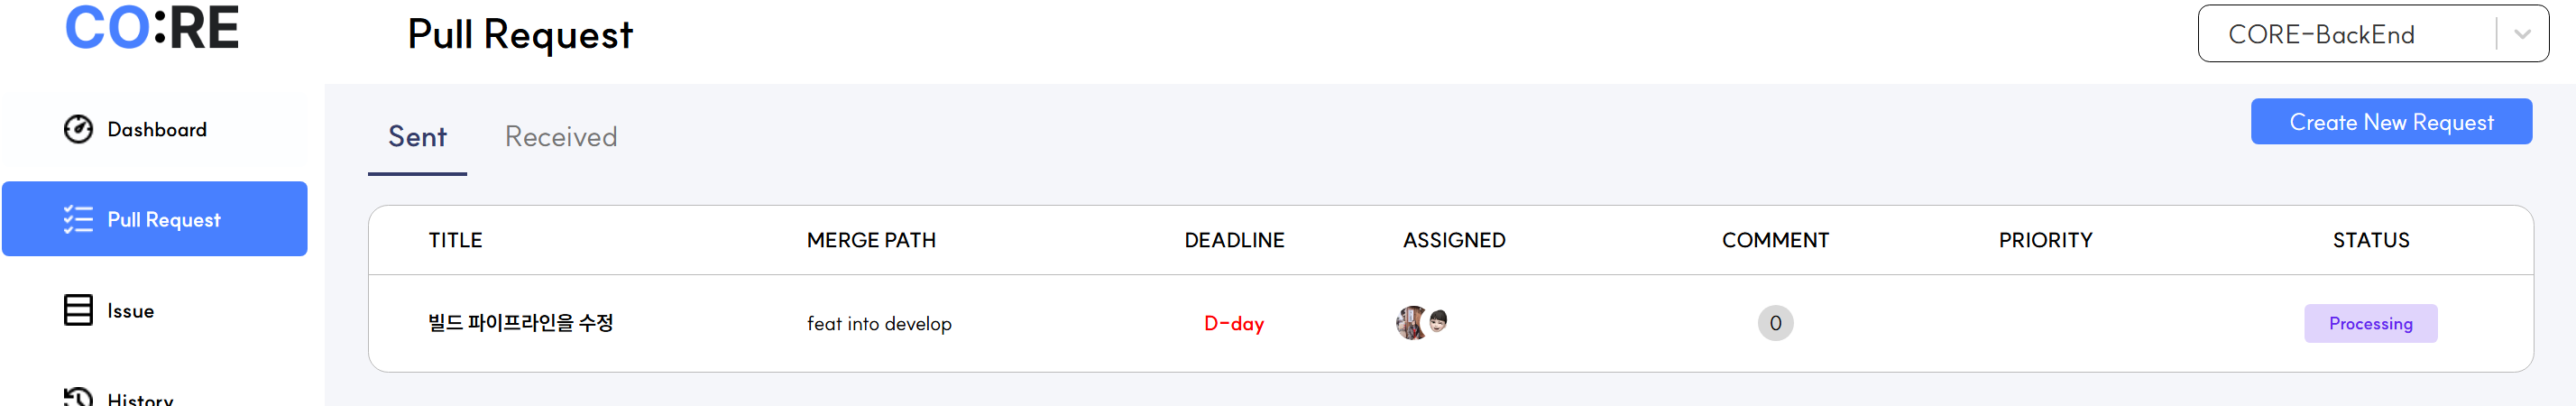 CO:RE
Pull Request
CORE-BackEnd
Dashboard
Pull Request
Issue
History
Sent
Received
Create New Request
TITLE MERGE PATH DEADLINE ASSIGNED COMMENT PRIORITY STATUS
빌드 파이프라인을 수정 feat into develop D-day 0 Processing